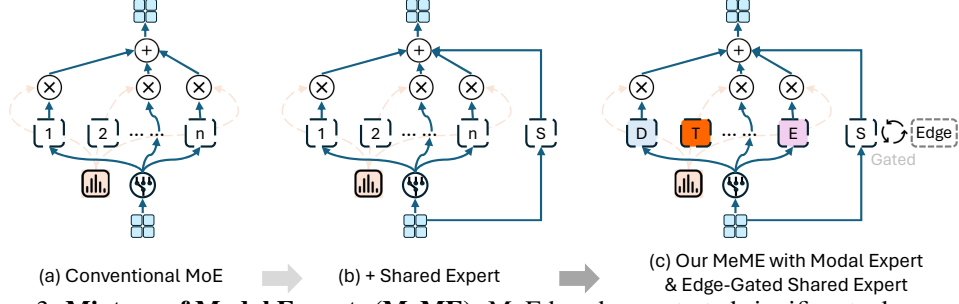 1 2 ... ... n
1 2 ... ... n S
D T ... ... E S Edge
Gated
(a) Conventional MoE
(b) + Shared Expert
(c) Our MeME with Modal Expert
& Edge-Gated Shared Expert